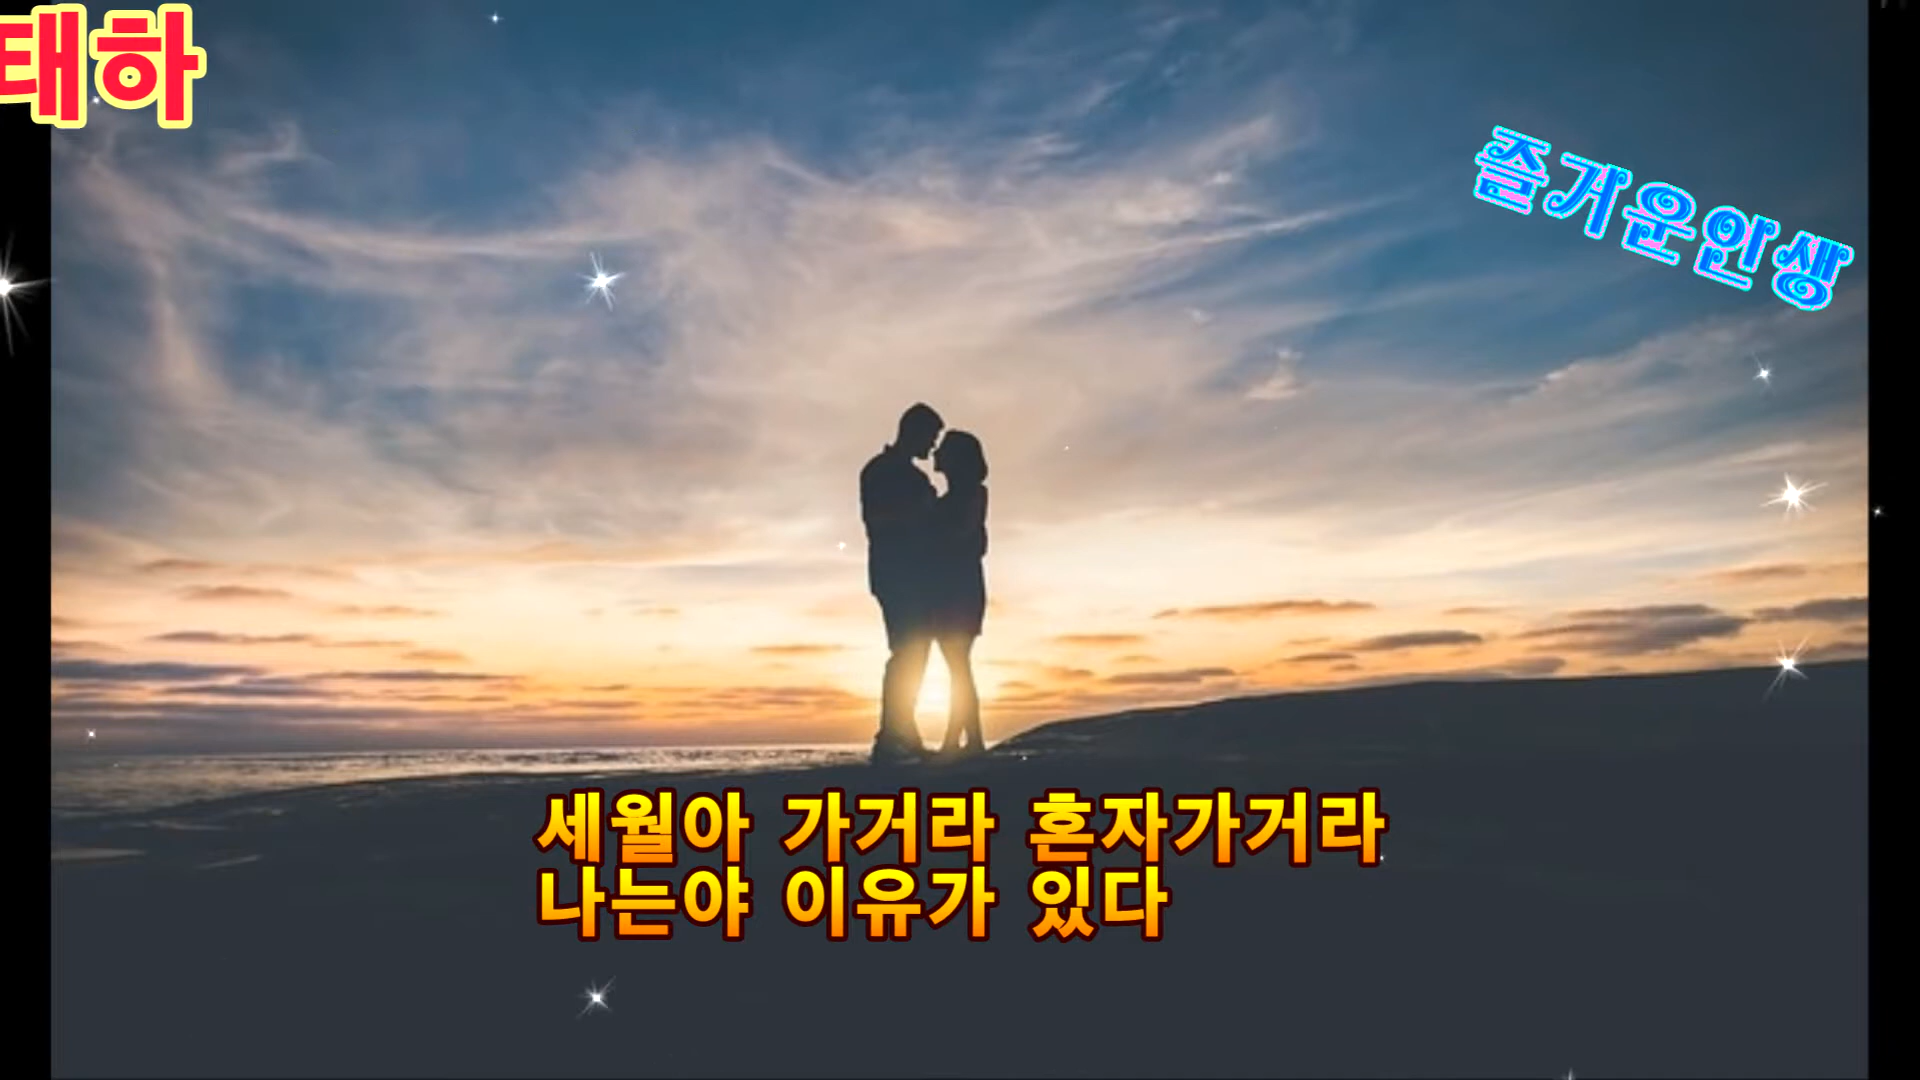 태하
즐거운인생
세월아 가거라 혼자가거라
나는야 이유가 있다